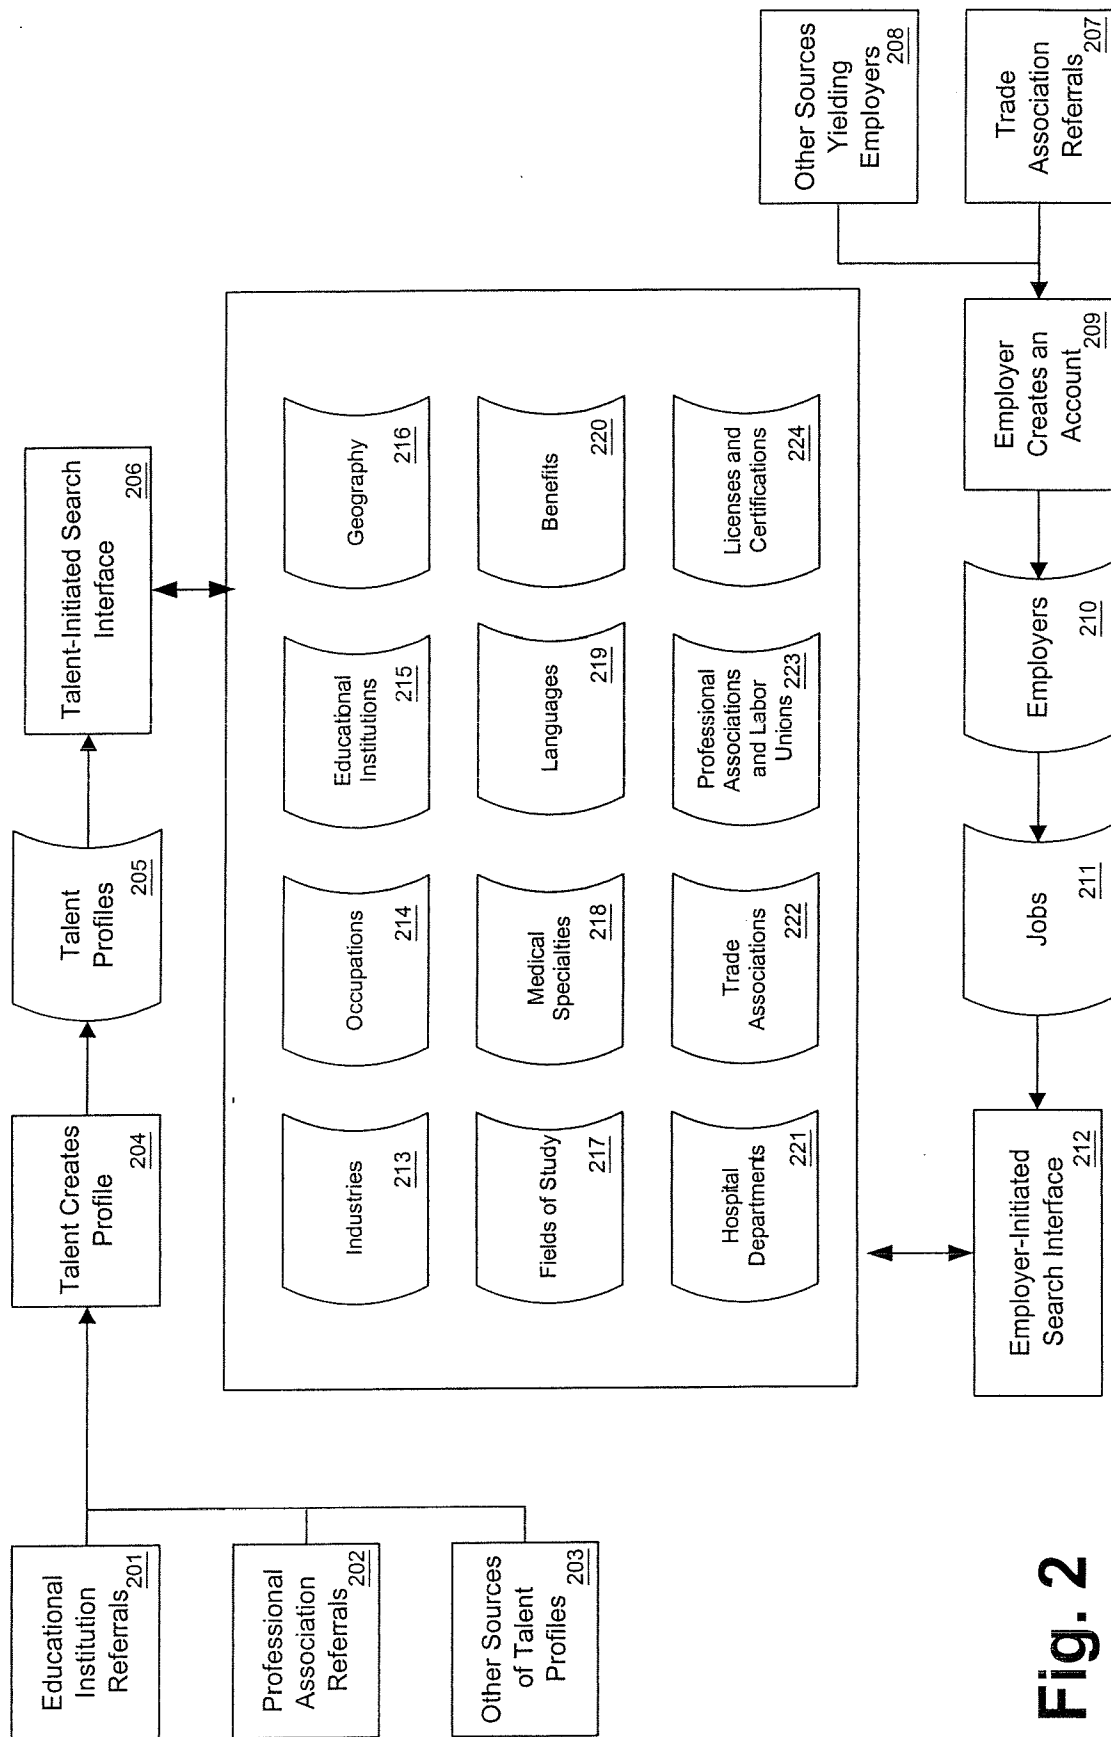 Educational
Institution
Referrals
201
Professional
Association
Referrals
202
Other Sources
of Talent
Profiles
203
Talent Creates
Profile
204
Talent
Profiles
205
Talent-Initiated Search
Interface
206
Industries
213
Occupations
214
Educational
Institutions
215
Geography
216
Fields of Study
217
Medical
Specialties
218
Languages
219
Benefits
220
Hospital
Departments
221
Trade
Associations
222
Professional
Associations
and Labor
Unions
223
Licenses and
Certifications
224
Employer-Initiated
Search Interface
212
Jobs
211
Employers
210
Employer
Creates an
Account
209
Other Sources
Yielding
Employers
208
Trade
Association
Referrals
207
Fig. 2